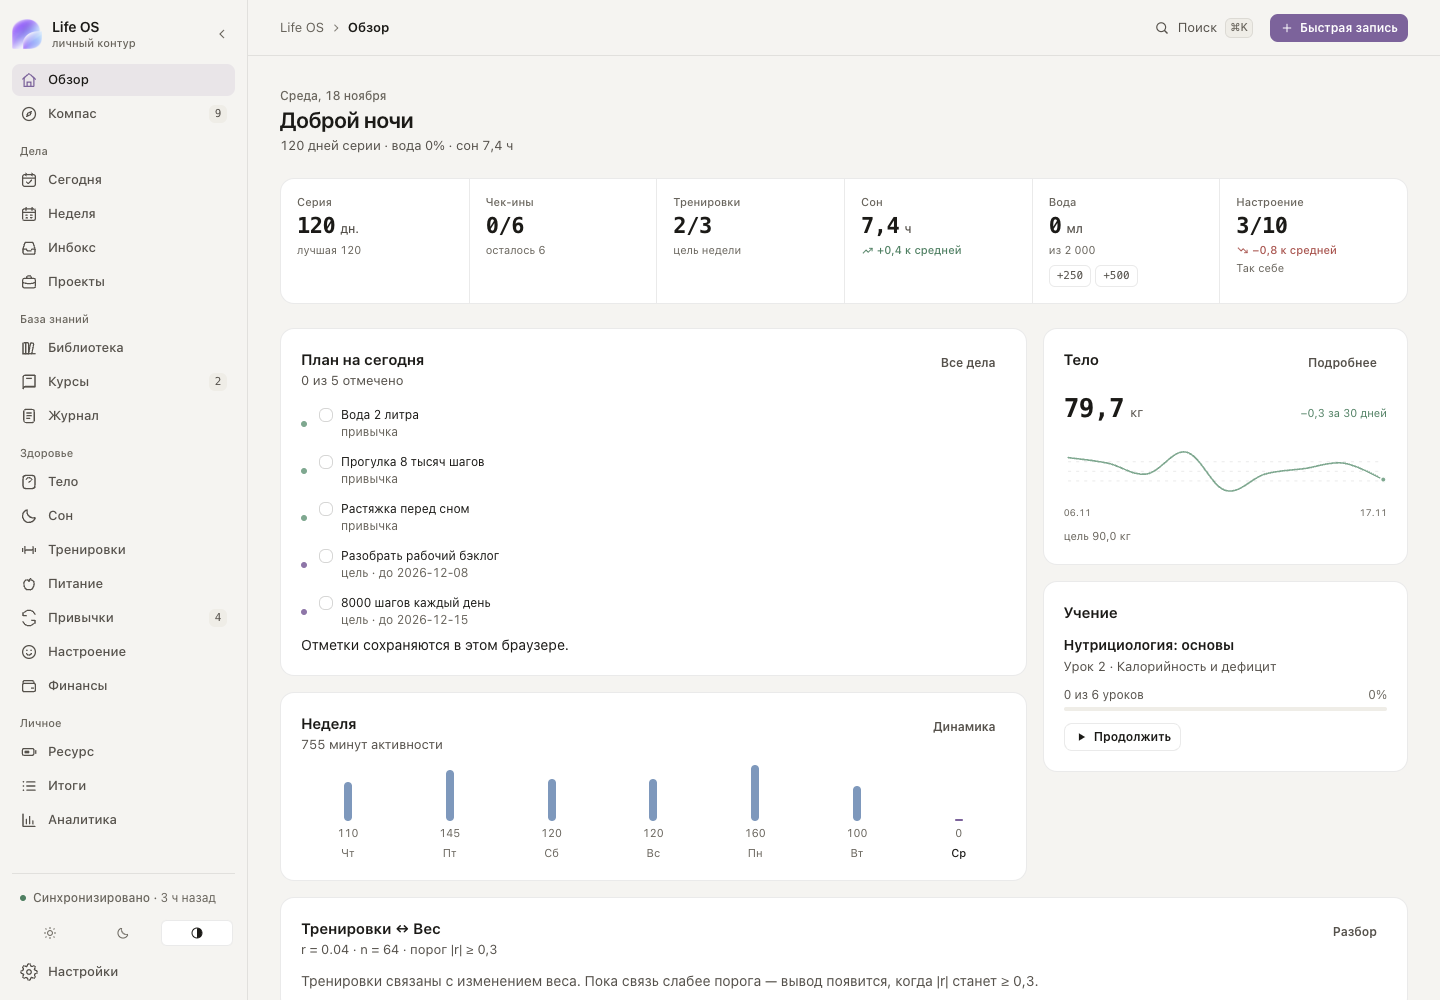 Life OS
личный контур
Обзор
Компас 9
Дела
Сегодня
Неделя
Инбокс
Проекты
База знаний
Библиотека
Курсы 2
Журнал
Здоровье
Тело
Сон
Тренировки
Питание
Привычки 4
Настроение
Финансы
Личное
Ресурс
Итоги
Аналитика
Синхронизировано · 3 ч назад
Настройки
Life OS > Обзор
Поиск ⌘K
+ Быстрая запись
Среда, 18 ноября
Доброй ночи
120 дней серии · вода 0% · сон 7,4 ч
Серия
120 дн.
лучшая 120
Чек-ины
0/6
осталось 6
Тренировки
2/3
цель недели
Сон
7,4 ч
+0,4 к средней
Вода
0 мл
из 2 000
+250 +500
Настроение
3/10
−0,8 к средней
Так себе
План на сегодня
Все дела
0 из 5 отмечено
Вода 2 литра
привычка
Прогулка 8 тысяч шагов
привычка
Растяжка перед сном
привычка
Разобрать рабочий бэклог
цель · до 2026-12-08
8000 шагов каждый день
цель · до 2026-12-15
Отметки сохраняются в этом браузере.
Тело
Подробнее
79,7 кг
−0,3 за 30 дней
06.11 17.11
цель 90,0 кг
Учение
Нутрициология: основы
Урок 2 · Калорийность и дефицит
0 из 6 уроков 0%
Продолжить
Неделя
Динамика
755 минут активности
110 145 120 120 160 100 0
Чт Пт Сб Вс Пн Вт Ср
Тренировки ↔ Вес
Разбор
r = 0.04 · n = 64 · порог |r| ≥ 0,3
Тренировки связаны с изменением веса. Пока связь слабее порога — вывод появится, когда |r| станет ≥ 0,3.